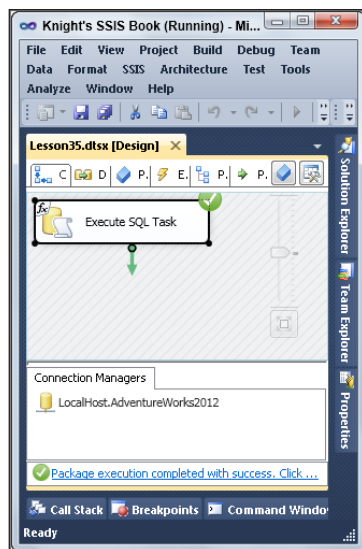 Knight's SSIS Book (Running) - Mi...
File Edit View Project Build Debug Team
Data Format SSIS Architecture Test Tools
Analyze Window Help
Lesson35.dtsx [Design] ×
C D P. E. P. P.
fx
Execute SQL Task
Connection Managers
LocalHost.AdventureWorks2012
Package execution completed with success. Click ...
Call Stack Breakpoints Command Windo
Ready
Solution Explorer
Team Explorer
Properties